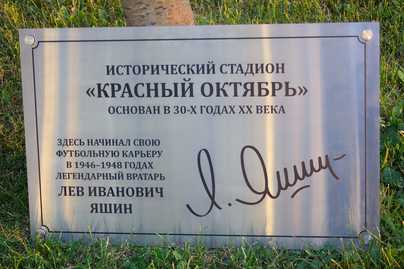 ИСТОРИЧЕСКИЙ СТАДИОН
«КРАСНЫЙ ОКТЯБРЬ»
ОСНОВАН В 30-Х ГОДАХ XX ВЕКА
ЗДЕСЬ НАЧИНАЛ СВОЮ
ФУТБОЛЬНУЮ КАРЬЕРУ
В 1946–1948 ГОДАХ
ЛЕГЕНДАРНЫЙ ВРАТАРЬ
ЛЕВ ИВАНОВИЧ
ЯШИН
Л. Яшин